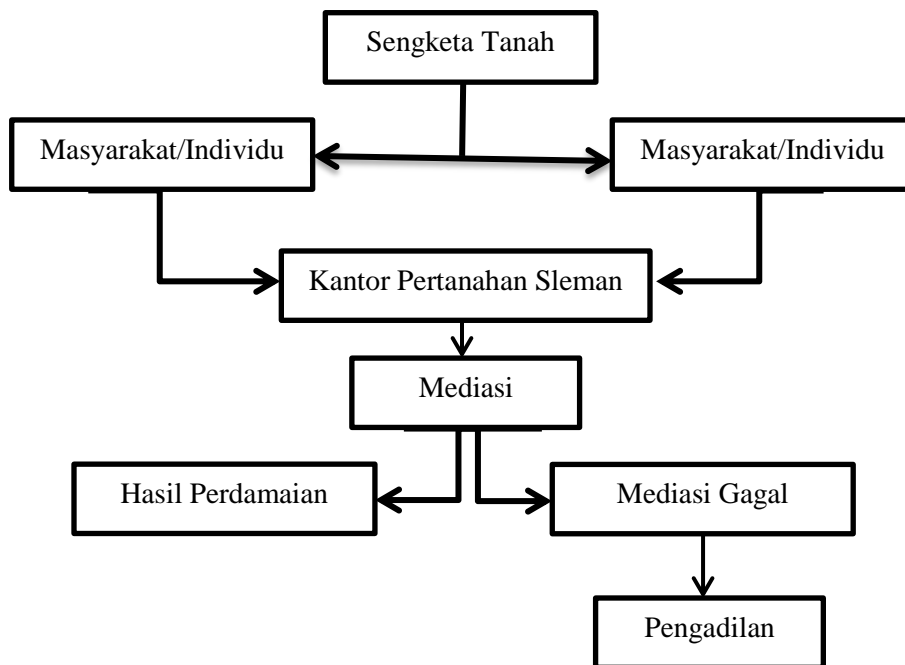 Sengketa Tanah
Masyarakat/Individu
Masyarakat/Individu
Kantor Pertanahan Sleman
Mediasi
Hasil Perdamaian
Mediasi Gagal
Pengadilan